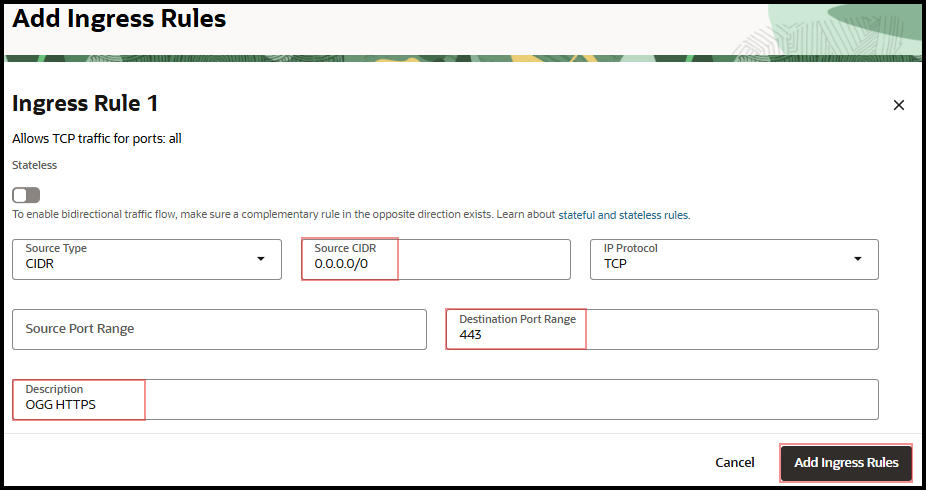 Add Ingress Rules
Ingress Rule 1
Allows TCP traffic for ports: all
Stateless
To enable bidirectional traffic flow, make sure a complementary rule in the opposite direction exists. Learn about stateful and stateless rules.
Source Type
CIDR
Source CIDR
0.0.0.0/0
IP Protocol
TCP
Source Port Range
Destination Port Range
443
Description
OGG HTTPS
Cancel
Add Ingress Rules